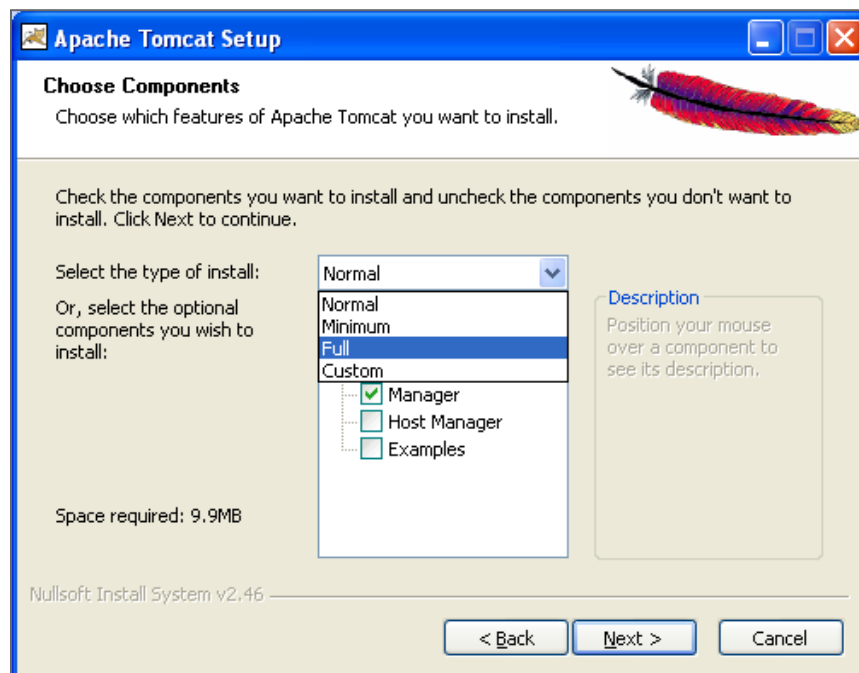 Apache Tomcat Setup
Choose Components
Choose which features of Apache Tomcat you want to install.
Check the components you want to install and uncheck the components you don't want to
install. Click Next to continue.
Select the type of install:
Normal
Or, select the optional
components you wish to
install:
Normal
Minimum
Full
Custom
Manager
Host Manager
Examples
Description
Position your mouse
over a component to
see its description.
Space required: 9.9MB
Nullsoft Install System v2.46
< Back
Next >
Cancel